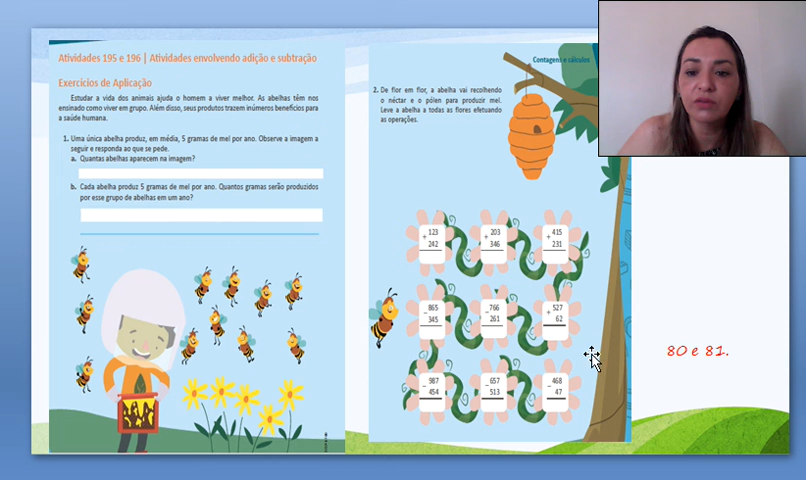 Atividades 195 e 196 | Atividades envolvendo adição e subtração
Exercícios de Aplicação
Estudar a vida dos animais ajuda o homem a viver melhor. As abelhas têm nos
ensinado como viver em grupo. Além disso, seus produtos trazem inúmeros benefícios para
a saúde humana.
1. Uma única abelha produz, em média, 5 gramas de mel por ano. Observe a imagem a
seguir e responda ao que se pede.
a. Quantas abelhas aparecem na imagem?
b. Cada abelha produz 5 gramas de mel por ano. Quantos gramas serão produzidos
por esse grupo de abelhas em um ano?
Contagens e cálculos
2. De flor em flor, a abelha vai recolhendo
o néctar e o pólen para produzir mel.
Leve a abelha a todas as flores efetuando
as operações.
+ 123 + 203 + 415
242 346 231
- 865 - 766 + 527
345 261 62
- 987 - 657 - 468
454 513 47
80 e 81.